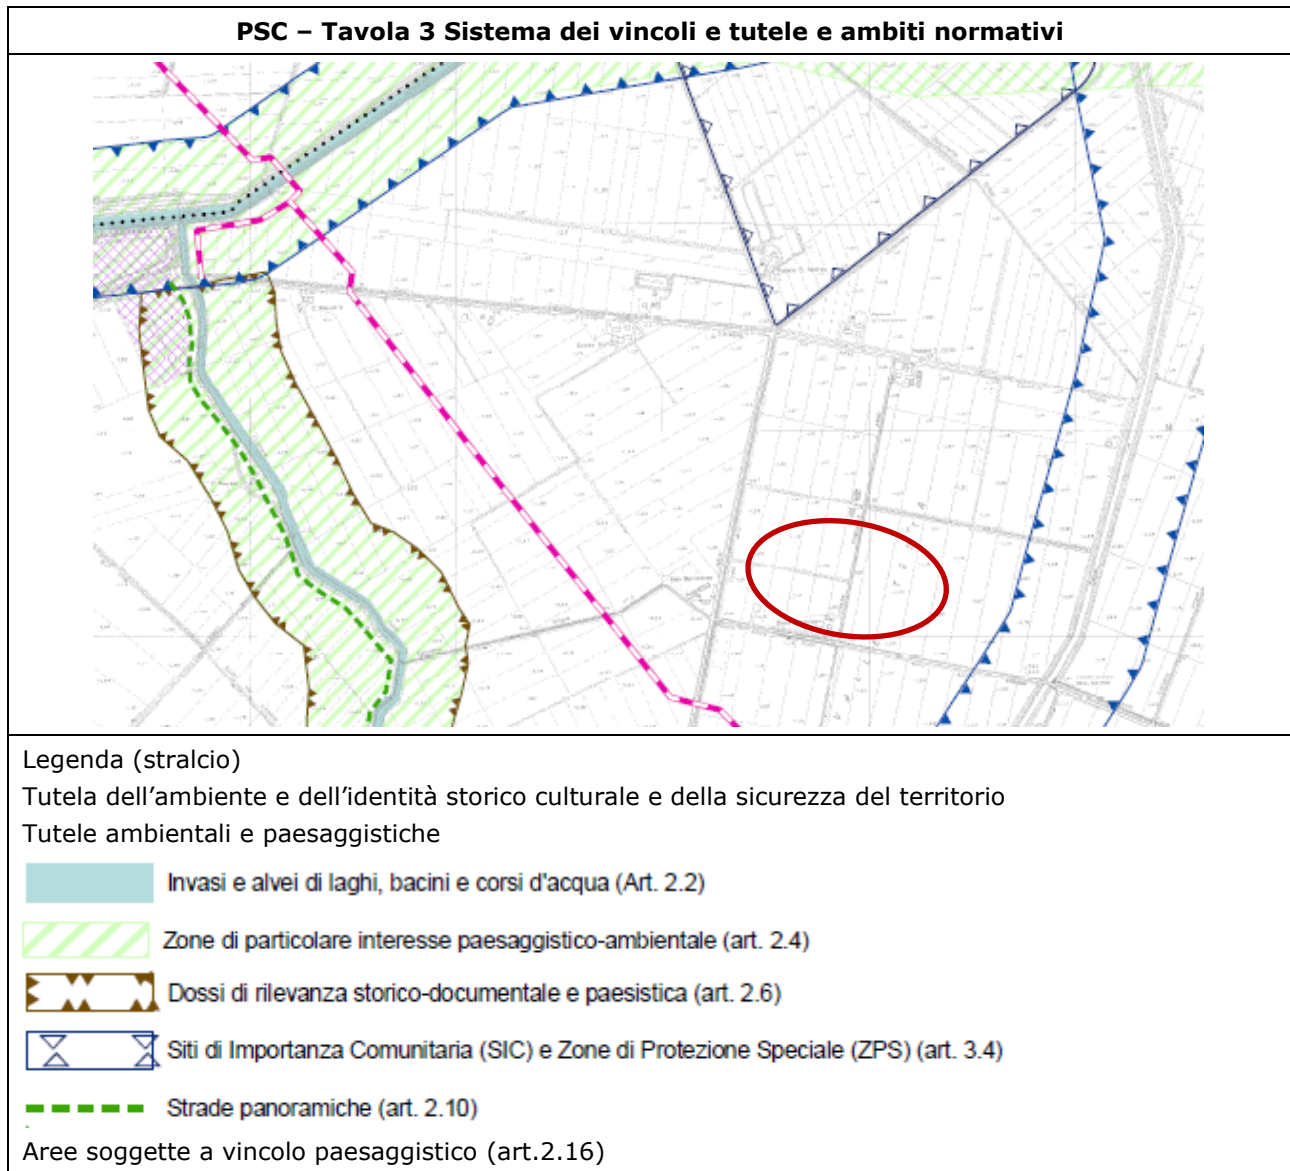 PSC – Tavola 3 Sistema dei vincoli e tutele e ambiti normativi
Legenda (stralcio)
Tutela dell'ambiente e dell'identità storico culturale e della sicurezza del territorio
Tutele ambientali e paesaggistiche
Invasi e alvei di laghi, bacini e corsi d'acqua (Art. 2.2)
Zone di particolare interesse paesaggistico-ambientale (art. 2.4)
Dossi di rilevanza storico-documentale e paesistica (art. 2.6)
Siti di Importanza Comunitaria (SIC) e Zone di Protezione Speciale (ZPS) (art. 3.4)
Strade panoramiche (art. 2.10)
Aree soggette a vincolo paesaggistico (art.2.16)